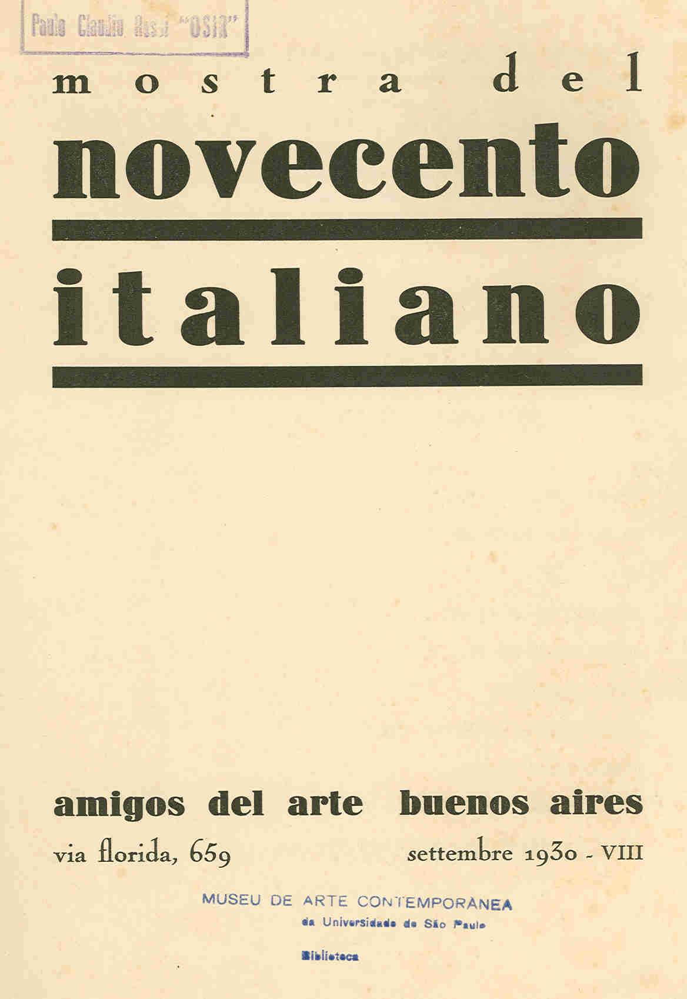 Paulo Claudio Rossi "OSIR"
mostra del
novecento
italiano
amigos del arte buenos aires
via florida, 659 settembre 1930 - VIII
MUSEU DE ARTE CONTEMPORÂNEA
da Universidade de São Paulo
Biblioteca